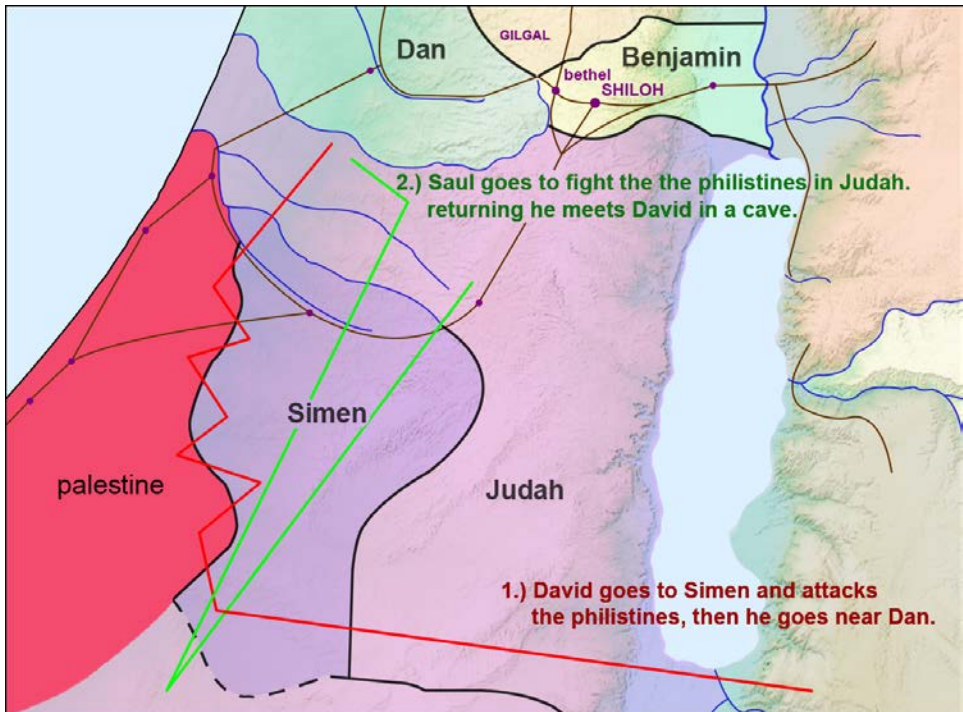 Dan
GILGAL
Benjamin
bethel
SHILOH
2.) Saul goes to fight the the philistines in Judah.
returning he meets David in a cave.
Simen
palestine
Judah
1.) David goes to Simen and attacks
the philistines, then he goes near Dan.